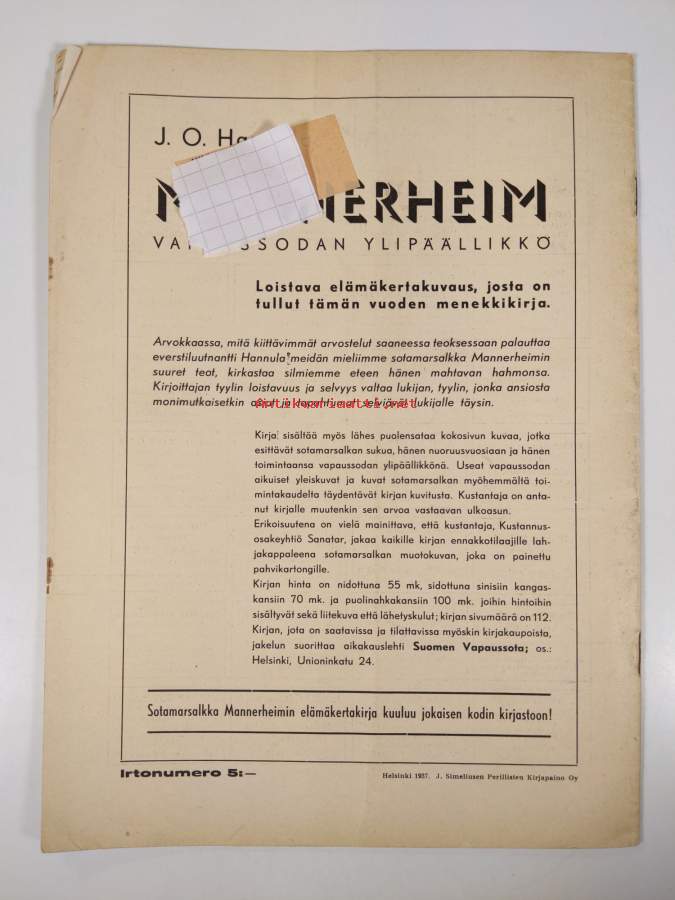 J. O. Ha
M HERHEIM
VA SSODAN YLIPÄÄLLIKKÖ
Loistava elämäkertakuvaus, josta on
tullut tämän vuoden menekkikirja.
Arvokkaassa, mitä kiittävimmät arvostelut saaneessa teoksessaan palauttaa
everstiluutnantti Hannula meidän mieliimme sotamarsalkka Mannerheimin
suuret teot, kirkastaa silmiemme eteen hänen mahtavan hahmonsa.
Kirjoittajan tyylin loistavuus ja selvyys valtaa lukijan, tyylin, jonka ansiosta
monimutkaisetkin asiat ja tapahtumat selviävät lukijalle täysin.
Antikvariaatti.net
Kirja sisältää myös lähes puolensataa kokosivun kuvaa, jotka
esittävät sotamarsalkan sukua, hänen nuoruusvuosiaan ja hänen
toimintaansa vapaussodan ylipäällikkönä. Useat vapaussodan
aikuiset yleiskuvat ja kuvat sotamarsalkan myöhemmältä toi-
mintakaudelta täydentävät kirjan kuvitusta. Kustantaja on anta-
nut kirjalle muutenkin sen arvoa vastaavan ulkoasun.
Erikoisuutena on vielä mainittava, että kustantaja, Kustannus-
osakeyhtiö Sanatar, jakaa kaikille kirjan ennakkotilaajille lah-
jakappaleena sotamarsalkan muotokuvan, joka on painettu
pahvikartongille.
Kirjan hinta on nidottuna 55 mk, sidottuna sinisiin kangas-
kansiin 70 mk. ja puolinahkakansiin 100 mk. joihin hintoihin
sisältyvät sekä liitekuva että lähetyskulut; kirjan sivumäärä on 112.
Kirjan, jota on saatavissa ja tilattavissa myöskin kirjakaupoista,
jakelun suorittaa aikakauslehti Suomen Vapaussota; os.:
Helsinki, Unioninkatu 24.
Sotamarsalkka Mannerheimin elämäkertakirja kuuluu jokaisen kodin kirjastoon!
Irtonumero 5:—
Helsinki 1937. J. Simeliusen Perillisten Kirjapaino Oy